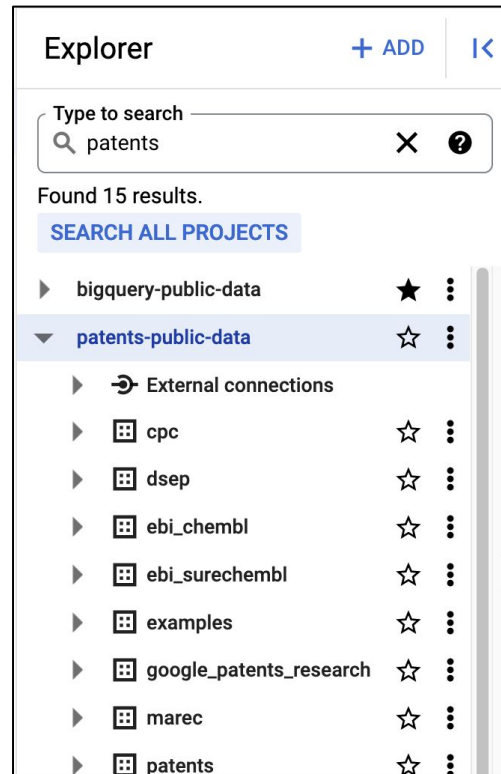 Explorer
+ ADD
Type to search
patents
Found 15 results.
SEARCH ALL PROJECTS
bigquery-public-data
patents-public-data
External connections
cpc
dsep
ebi_chembl
ebi_surechembl
examples
google_patents_research
marec
patents